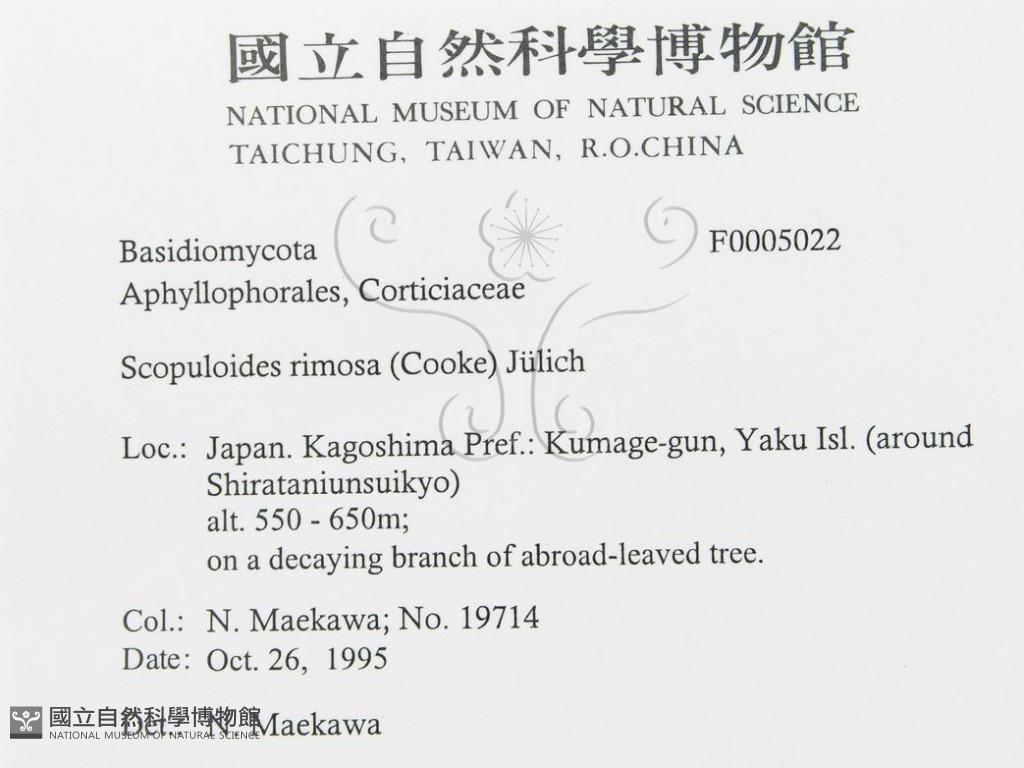 國立自然科學博物館
NATIONAL MUSEUM OF NATURAL SCIENCE
TAICHUNG, TAIWAN, R.O.CHINA
Basidiomycota F0005022
Aphyllophorales, Corticiaceae
Scopuloides rimosa (Cooke) Jülich
Loc.: Japan. Kagoshima Pref.: Kumage-gun, Yaku Isl. (around
Shirataniunsuikyo)
alt. 550 - 650m;
on a decaying branch of abroad-leaved tree.
Col.: N. Maekawa; No. 19714
Date: Oct. 26, 1995
Det.: N. Maekawa
國立自然科學博物館
NATIONAL MUSEUM OF NATURAL SCIENCE